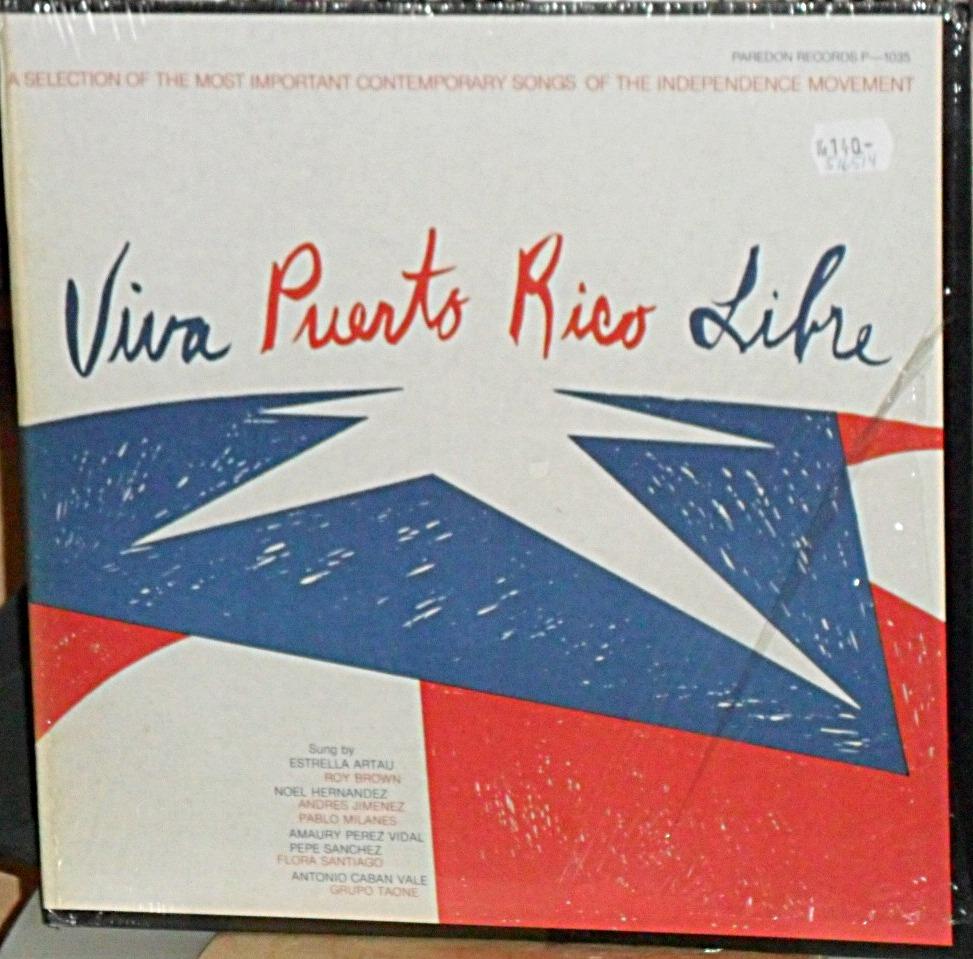 PAREDON RECORDS P—1035
A SELECTION OF THE MOST IMPORTANT CONTEMPORARY SONGS OF THE INDEPENDENCE MOVEMENT
140.-
Viva Puerto Rico Libre
Sung by
ESTRELLA ARTAU
ROY BROWN
NOEL HERNANDEZ
ANDRES JIMENEZ
PABLO MILANES
AMAURY PEREZ VIDAL
PEPE SANCHEZ
FLORA SANTIAGO
ANTONIO CABAN VALE
GRUPO TAONE